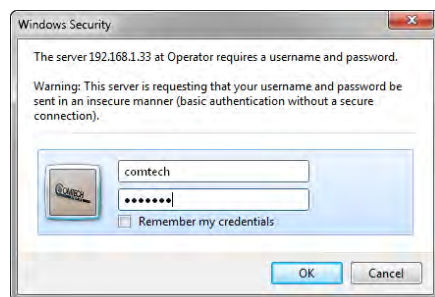 Windows Security
The server 192.168.1.33 at Operator requires a username and password.
Warning: This server is requesting that your username and password be
sent in an insecure manner (basic authentication without a secure
connection).
comtech
•••••••
COMTECH
Remember my credentials
OK
Cancel